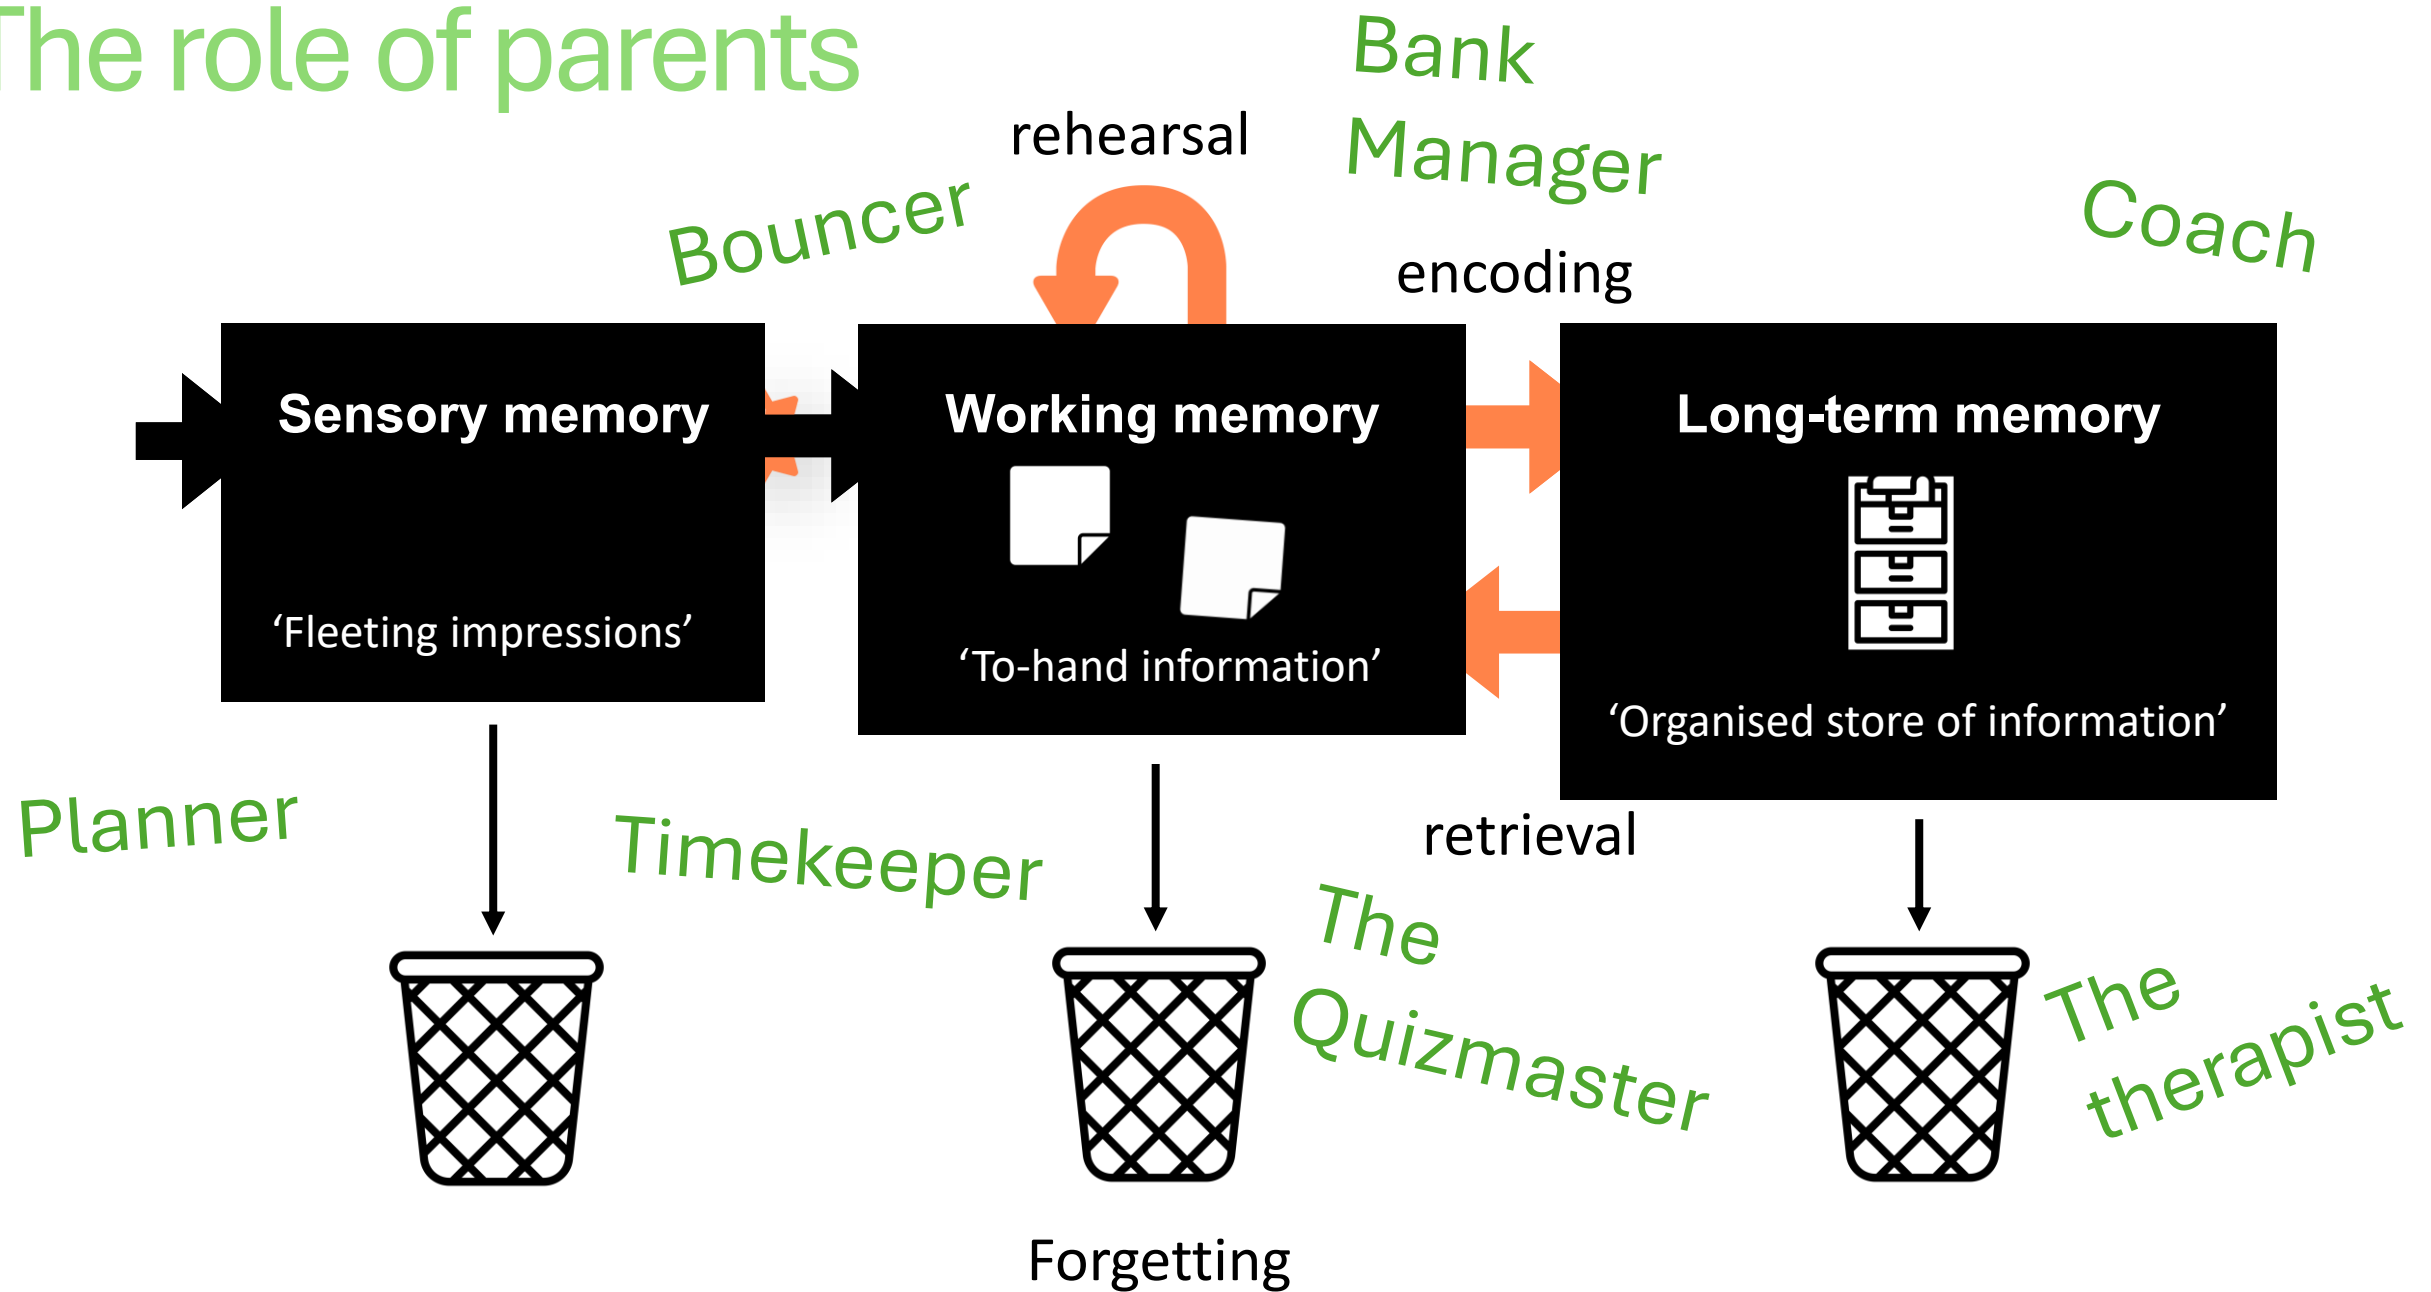 The role of parents
Bank
Manager
rehearsal
Bouncer
Coach
encoding
Sensory memory
Working memory
Long-term memory
‘Fleeting impressions’
‘To-hand information’
‘Organised store of information’
Planner
Timekeeper
retrieval
The
Quizmaster
The
therapist
Forgetting